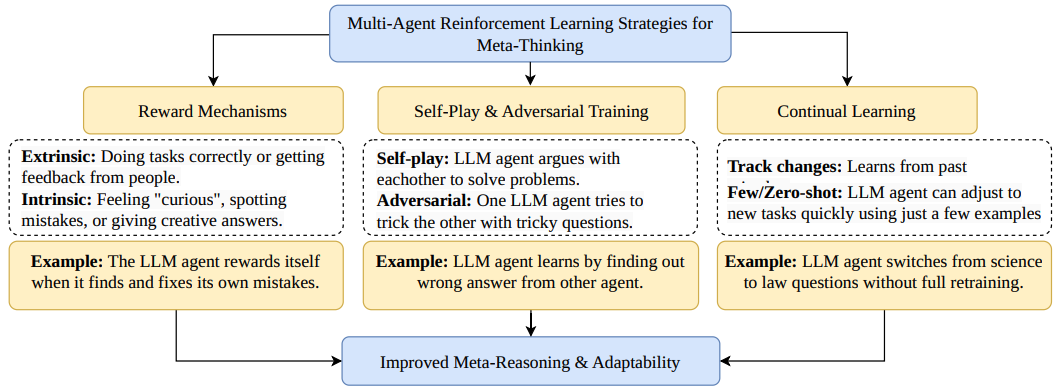 Multi-Agent Reinforcement Learning Strategies for
Meta-Thinking
Reward Mechanisms
Self-Play & Adversarial Training
Continual Learning
Extrinsic: Doing tasks correctly or getting
feedback from people.
Intrinsic: Feeling "curious", spotting
mistakes, or giving creative answers.
Self-play: LLM agent argues with
eachother to solve problems.
Adversarial: One LLM agent tries to
trick the other with tricky questions.
Track changes: Learns from past
Few/Zero-shot: LLM agent can adjust to
new tasks quickly using just a few examples
Example: The LLM agent rewards itself
when it finds and fixes its own mistakes.
Example: LLM agent learns by finding out
wrong answer from other agent.
Example: LLM agent switches from science
to law questions without full retraining.
Improved Meta-Reasoning & Adaptability